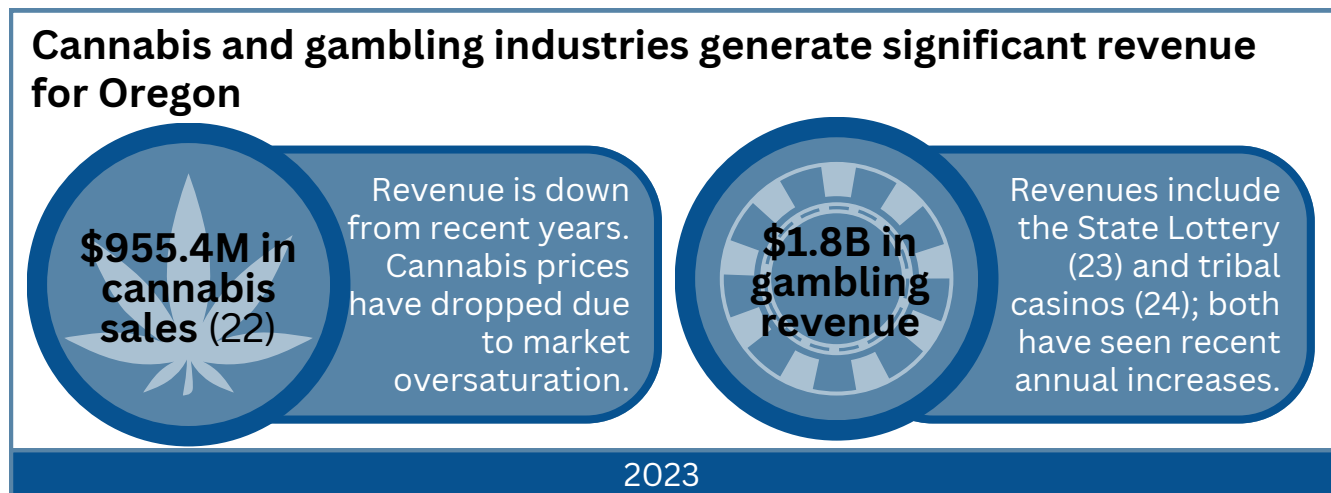 Cannabis and gambling industries generate significant revenue
for Oregon
$955.4M in
cannabis
sales (22)
Revenue is down
from recent years.
Cannabis prices
have dropped due
to market
oversaturation.
$1.8B in
gambling
revenue
Revenues include
the State Lottery
(23) and tribal
casinos (24); both
have seen recent
annual increases.
2023